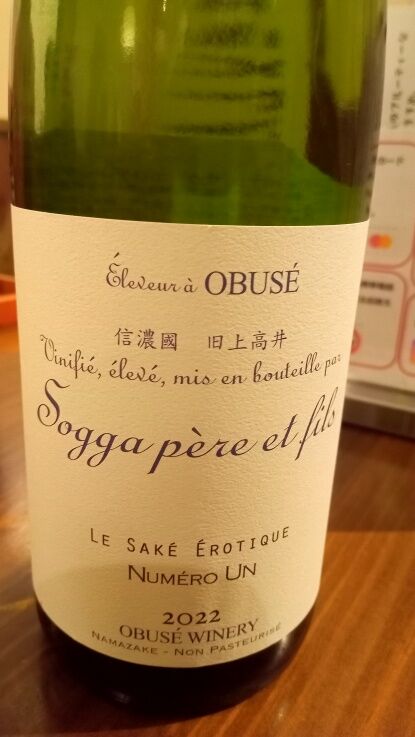 Éleveur à OBUSÉ
信濃國 旧上高井
Vinifié, élevé, mis en bouteille par
Sogga père et fils
LE SAKÉ ÉROTIQUE
NUMÉRO UN
2022
OBUSÉ WINERY
NAMAZAKE - NON PASTEURISÉ